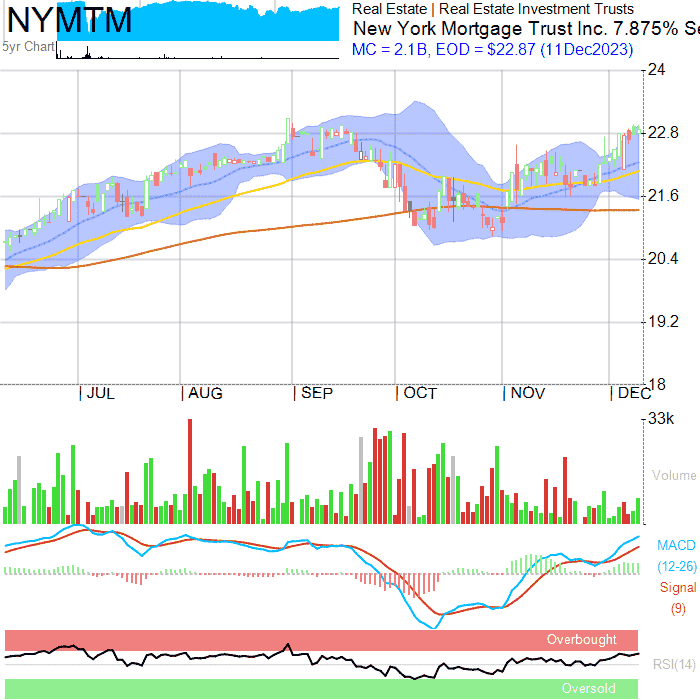 NYMTM
5yr Chart
Real Estate | Real Estate Investment Trusts
New York Mortgage Trust Inc. 7.875% Se
MC = 2.1B, EOD = $22.87 (11Dec2023)
24
22.8
21.6
20.4
19.2
18
| JUL | AUG | SEP | OCT | NOV | DEC
33k
Volume
MACD
(12-26)
Signal
(9)
Overbought
RSI(14)
Oversold